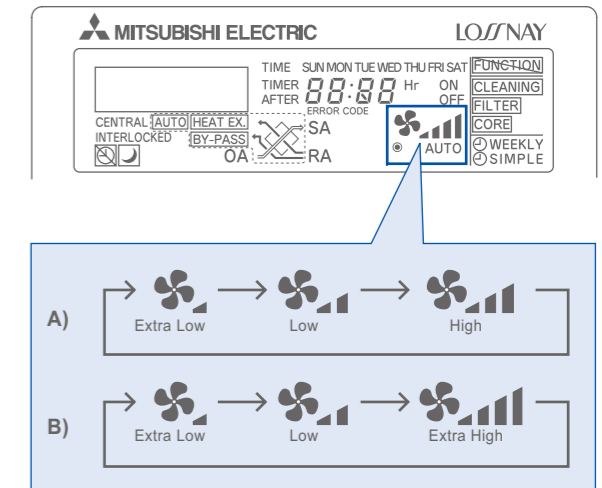 MITSUBISHI ELECTRIC LOSSNAY
TIME SUN MON TUE WED THU FRI SAT FUNCTION
TIMER 88:88 Hr ON CLEANING
AFTER OFF FILTER
ERROR CODE
CENTRAL AUTO HEAT EX. SA CORE
INTERLOCKED BY-PASS AUTO WEEKLY
OA RA SIMPLE
A)
Extra Low Low High
B)
Extra Low Low Extra High